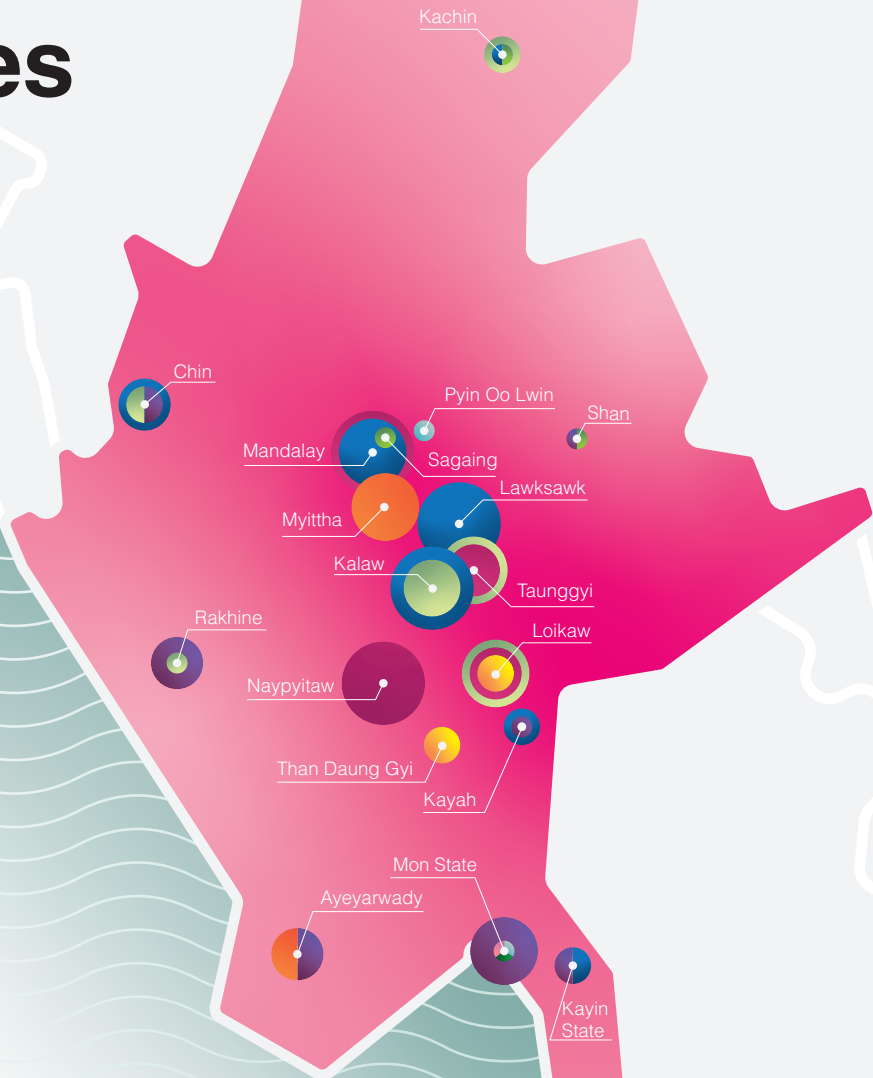 es
Kachin
Chin
Pyin Oo Lwin
Shan
Mandalay
Sagaing
Lawksawk
Myittha
Kalaw
Taunggyi
Rakhine
Loikaw
Naypyitaw
Than Daung Gyi
Kayah
Mon State
Ayeyarwady
Kayin
State